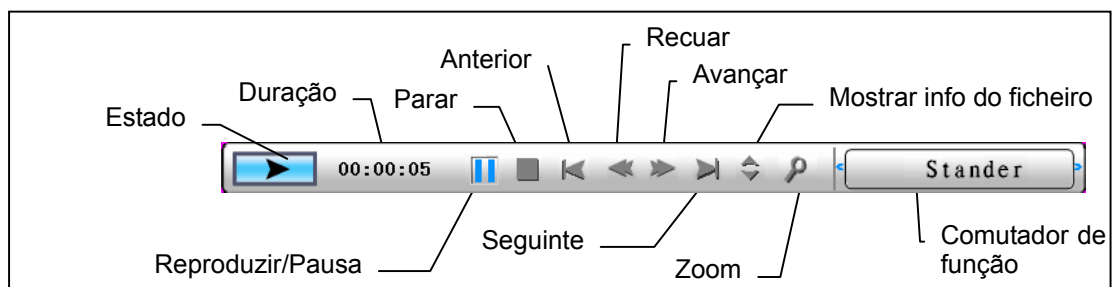 Recuar
Anterior
Avançar
Duração
Parar
Mostrar info do ficheiro
Estado
00:00:05
Stander
Seguinte
Comutador de
função
Reproduzir/Pausa
Zoom